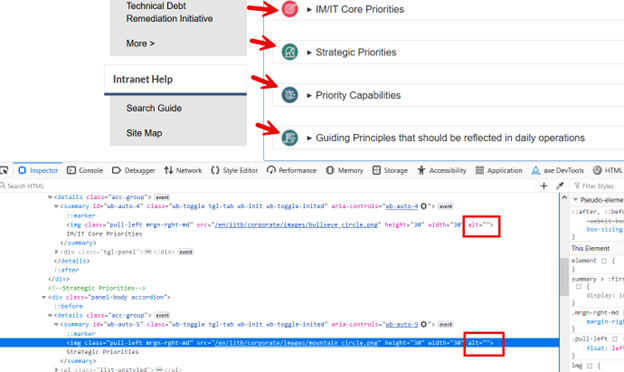 Technical Debt
Remediation Initiative
More >
Intranet Help
Search Guide
Site Map
▸ IM/IT Core Priorities
▸ Strategic Priorities
▸ Priority Capabilities
▸ Guiding Principles that should be reflected in daily operations
Inspector Console Debugger Network Style Editor Performance Memory Storage Accessibility Application axe DevTools HTML
Search HTML
Filter Styles
<details class="acc-group"> event
<summary id="wb-auto-4" class="wb-toggle tgl-tab wb-init wb-toggle-inited" aria-controls="wb-auto-4"> event
::marker
<img class="pull-left mrgn-rght-md" src="/en/iitb/corporate/images/bullseye_circle.png" height="30" width="30" alt="">
IM/IT Core Priorities
</summary>
<div class="tgl-panel"> </div> event
</details>
::after
</div>
<!--Strategic Priorities-->
<div class="panel-body accordion">
::before
<details class="acc-group"> event
<summary id="wb-auto-5" class="wb-toggle tgl-tab wb-init wb-toggle-inited" aria-controls="wb-auto-5"> event
::marker
<img class="pull-left mrgn-rght-md" src="/en/iitb/corporate/images/mountain_circle.png" height="30" width="30" alt="">
Strategic Priorities
</summary>
<ul class="list-unstyled"> </ul> event
Pseudo-eleme
::after, ::befo
box-sizing
This Element
element {
}
summary > :firs
{
display: in
}
.mrgn-rght-md {
margin-righ
}
.pull-left {
float: left
}
img {